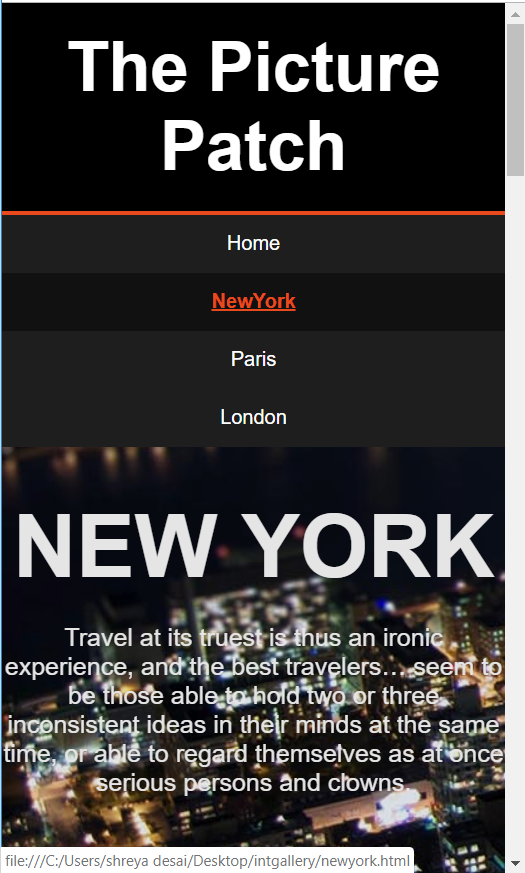 The Picture
Patch
Home
NewYork
Paris
London
NEW YORK
Travel at its truest is thus an ironic
experience, and the best travelers… seem to
be those able to hold two or three
inconsistent ideas in their minds at the same
time, or able to regard themselves as at once
serious persons and clowns.
file:///C:/Users/shreya desai/Desktop/intgallery/newyork.html